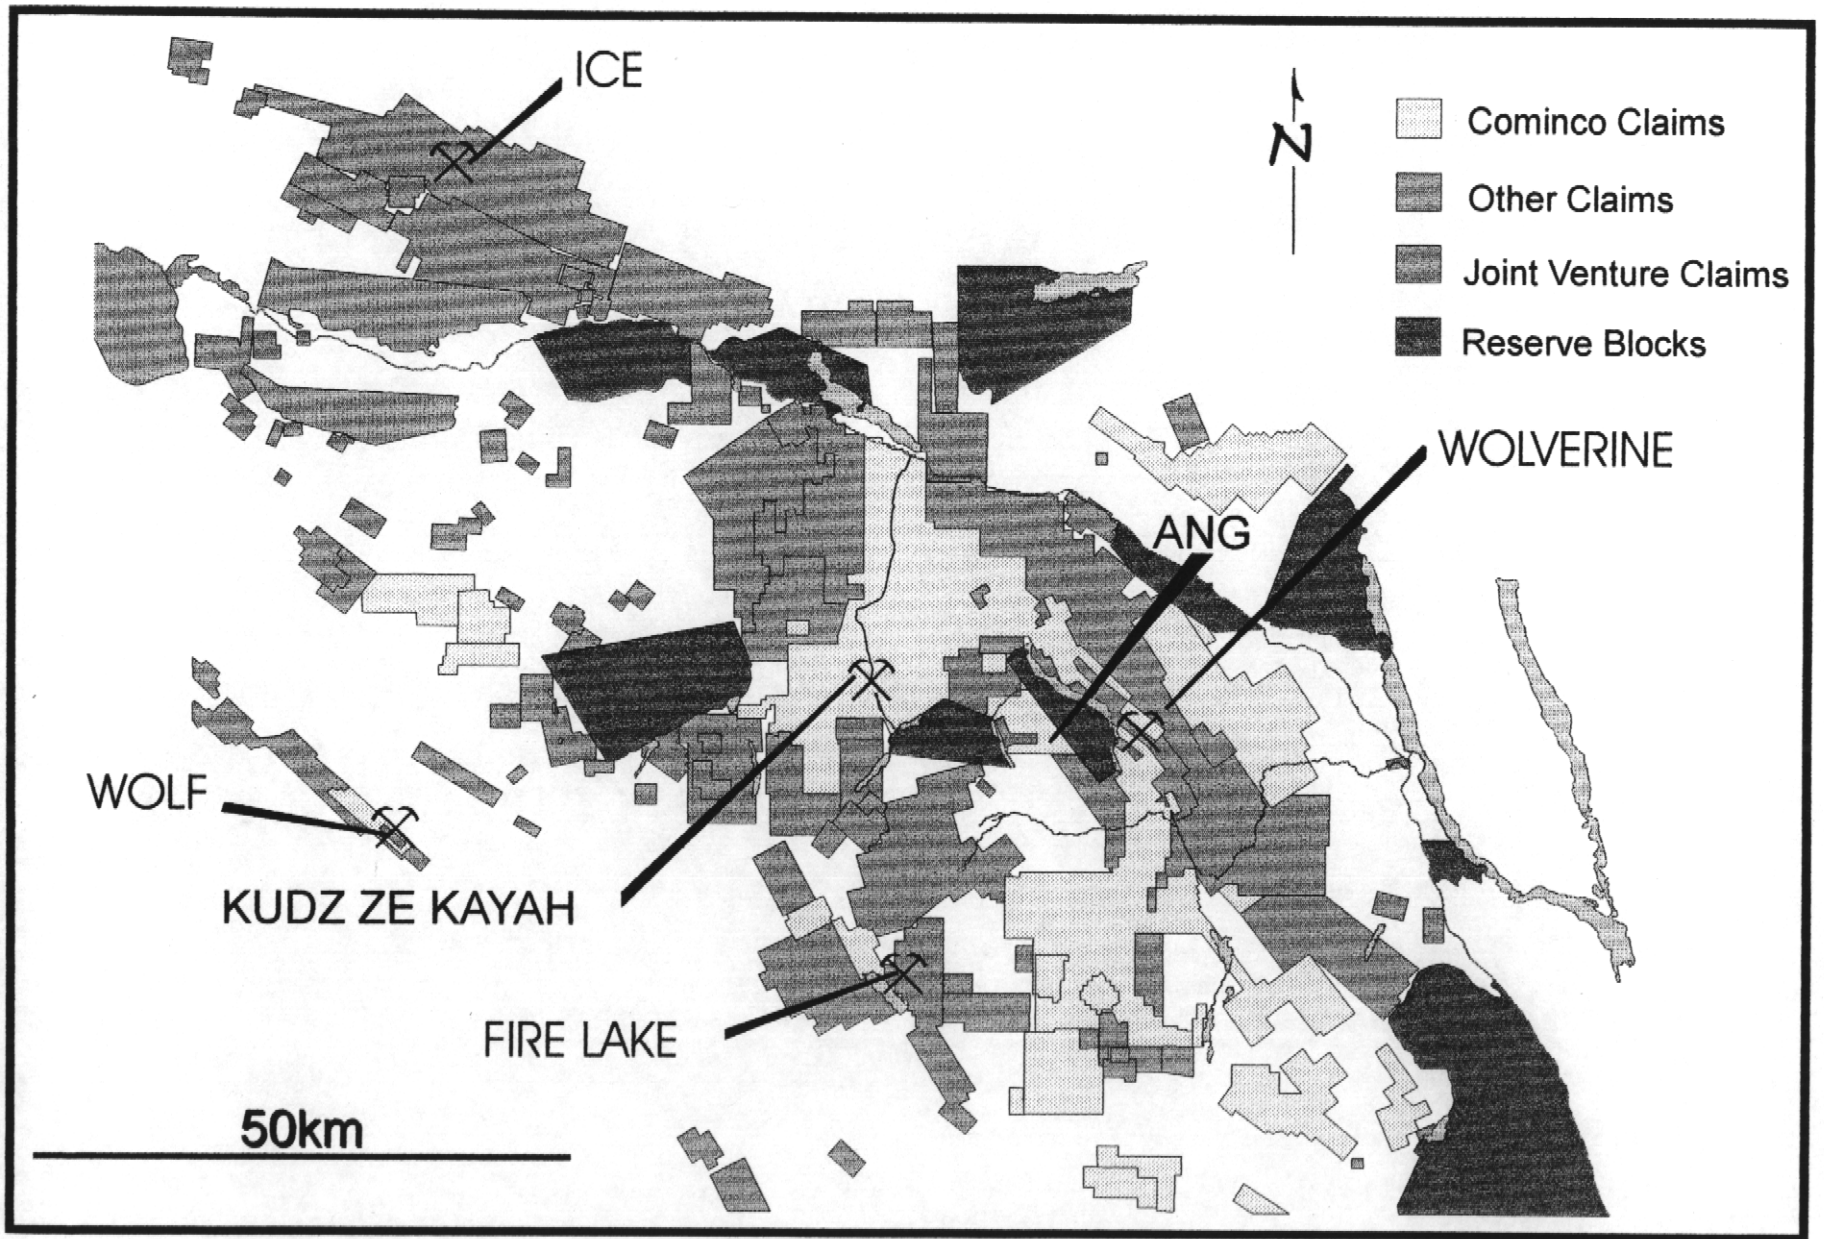 ICE
N
Cominco Claims
Other Claims
Joint Venture Claims
Reserve Blocks
WOLVERINE
ANG
WOLF
KUDZ ZE KAYAH
FIRE LAKE
50km